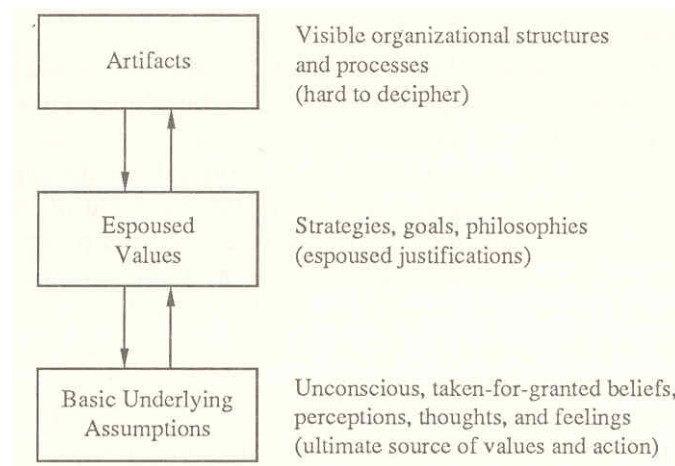 Artifacts
Visible organizational structures
and processes
(hard to decipher)
Espoused
Values
Strategies, goals, philosophies
(espoused justifications)
Basic Underlying
Assumptions
Unconscious, taken-for-granted beliefs,
perceptions, thoughts, and feelings
(ultimate source of values and action)